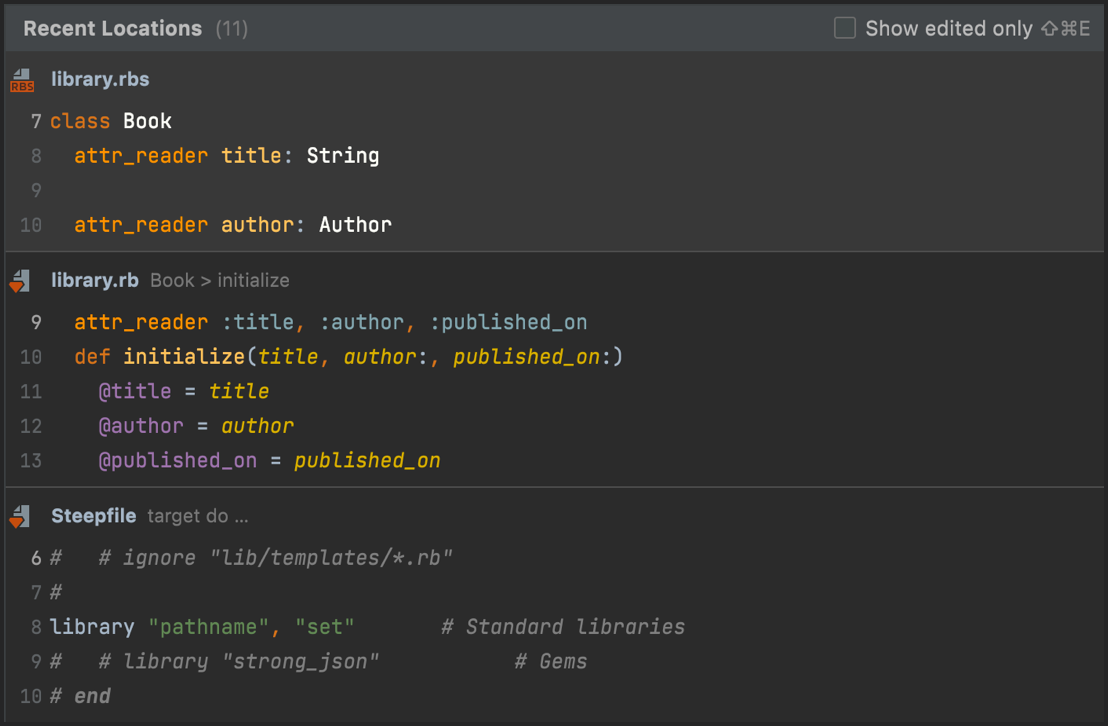 Recent Locations (11) Show edited only ⇧⌘E
RBS library.rbs
7 class Book
8   attr_reader title: String
9
10   attr_reader author: Author
library.rb Book > initialize
9   attr_reader :title, :author, :published_on
10   def initialize(title, author:, published_on:)
11     @title = title
12     @author = author
13     @published_on = published_on
Steepfile target do ...
6 #   # ignore "lib/templates/*.rb"
7 #
8 library "pathname", "set"       # Standard libraries
9 #   # library "strong_json"           # Gems
10 # end